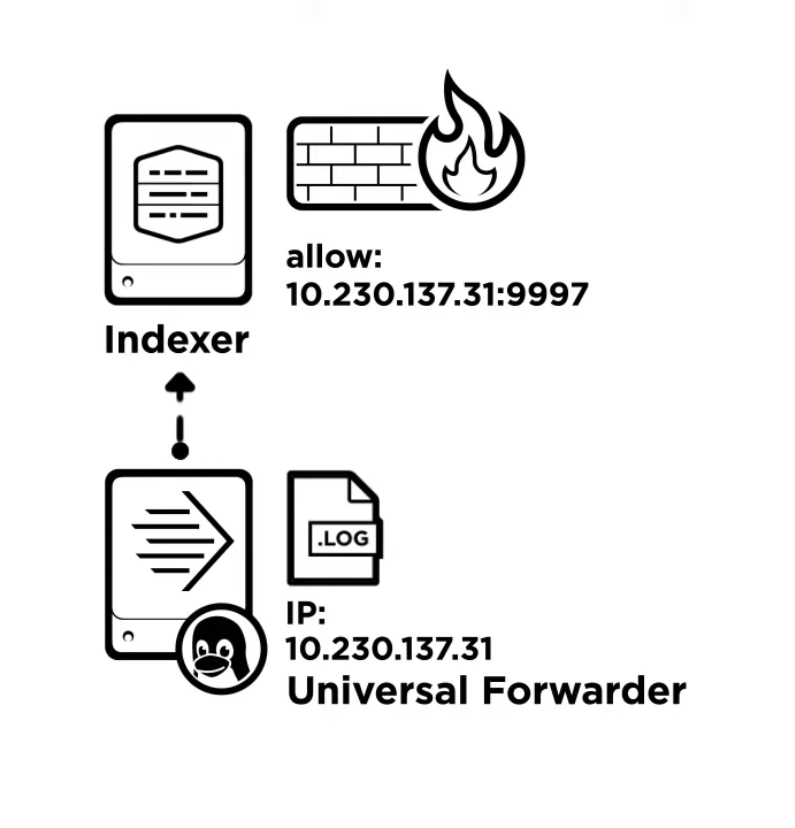 allow:
10.230.137.31:9997
Indexer
.LOG
IP:
10.230.137.31
Universal Forwarder